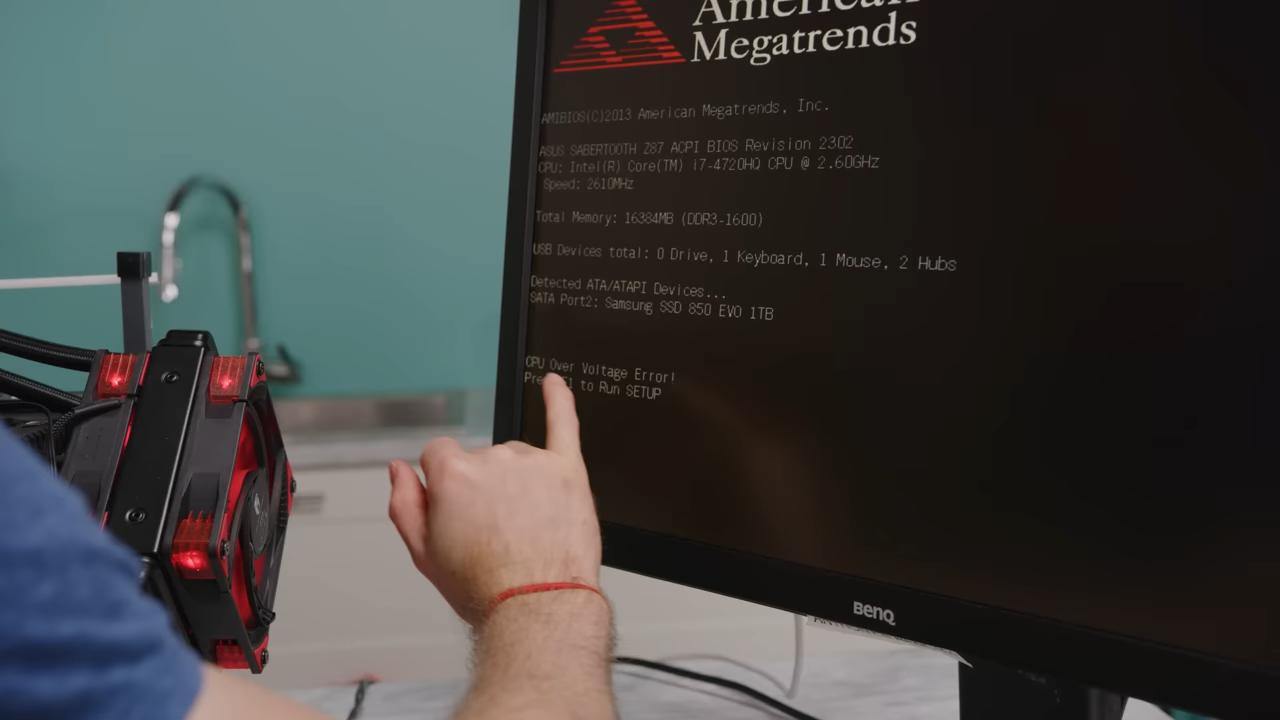 American
Megatrends
AMIBIOS(C)2013 American Megatrends, Inc.
ASUS SABERTOOTH Z87 ACPI BIOS Revision 2302
CPU: Intel(R) Core(TM) i7-4720HQ CPU @ 2.60GHz
Speed: 2610MHz
Total Memory: 16384MB (DDR3-1600)
USB Devices total: 0 Drive, 1 Keyboard, 1 Mouse, 2 Hubs
Detected ATA/ATAPI Devices...
SATA Port2: Samsung SSD 850 EVO 1TB
CPU Over Voltage Error!
Pre F1 to Run SETUP
BenQ